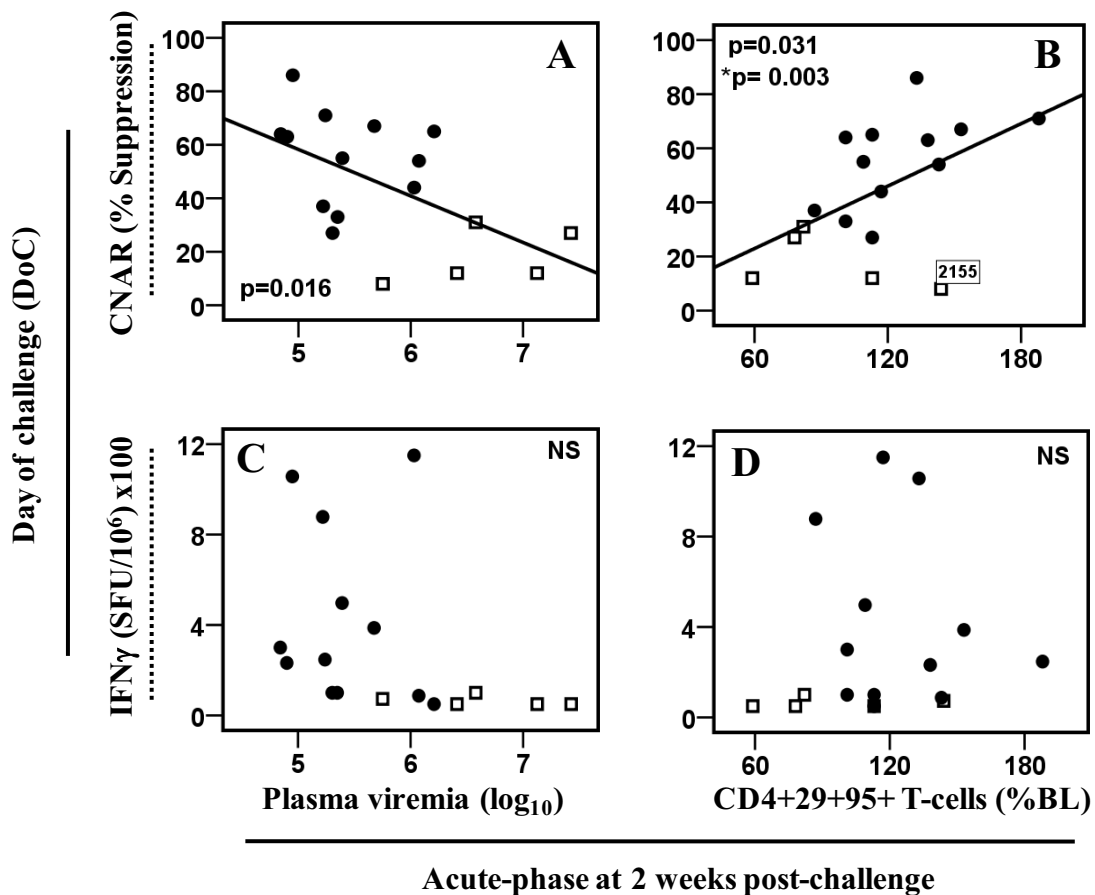 Day of challenge (DoC)
CNAR (% Suppression)
IFNγ (SFU/10⁶) x100
A
100
80
60
40
20
0
p=0.016
5
6
7
B
p=0.031
*p= 0.003
100
80
60
40
20
0
2155
60
120
180
C
NS
12
8
4
0
5
6
7
Plasma viremia (log₁₀)
D
NS
12
8
4
0
60
120
180
CD4+29+95+ T-cells (%BL)
Acute-phase at 2 weeks post-challenge